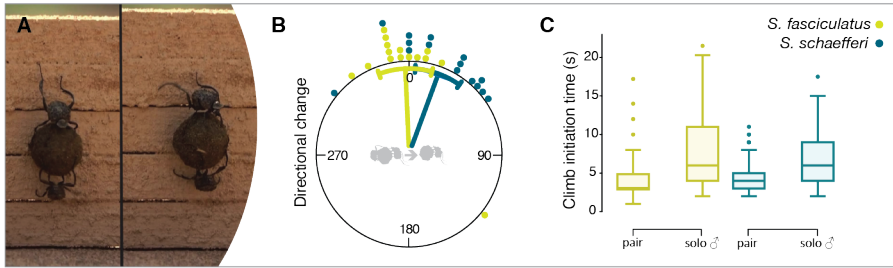 A
B
Directional change
0
270
90
180
C
S. fasciculatus
S. schaefferi
Climb initiation time (s)
20
15
10
5
0
pair
solo ♂
pair
solo ♂